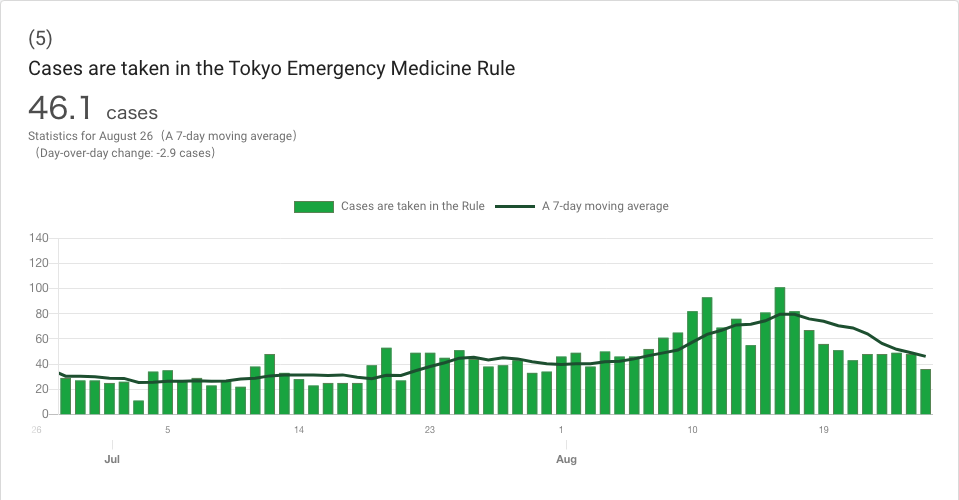 (5)
Cases are taken in the Tokyo Emergency Medicine Rule
46.1 cases
Statistics for August 26（A 7-day moving average）
（Day-over-day change: -2.9 cases）
Cases are taken in the Rule A 7-day moving average
140
120
100
80
60
40
20
0
26 5 14 23 1 10 19
Jul Aug